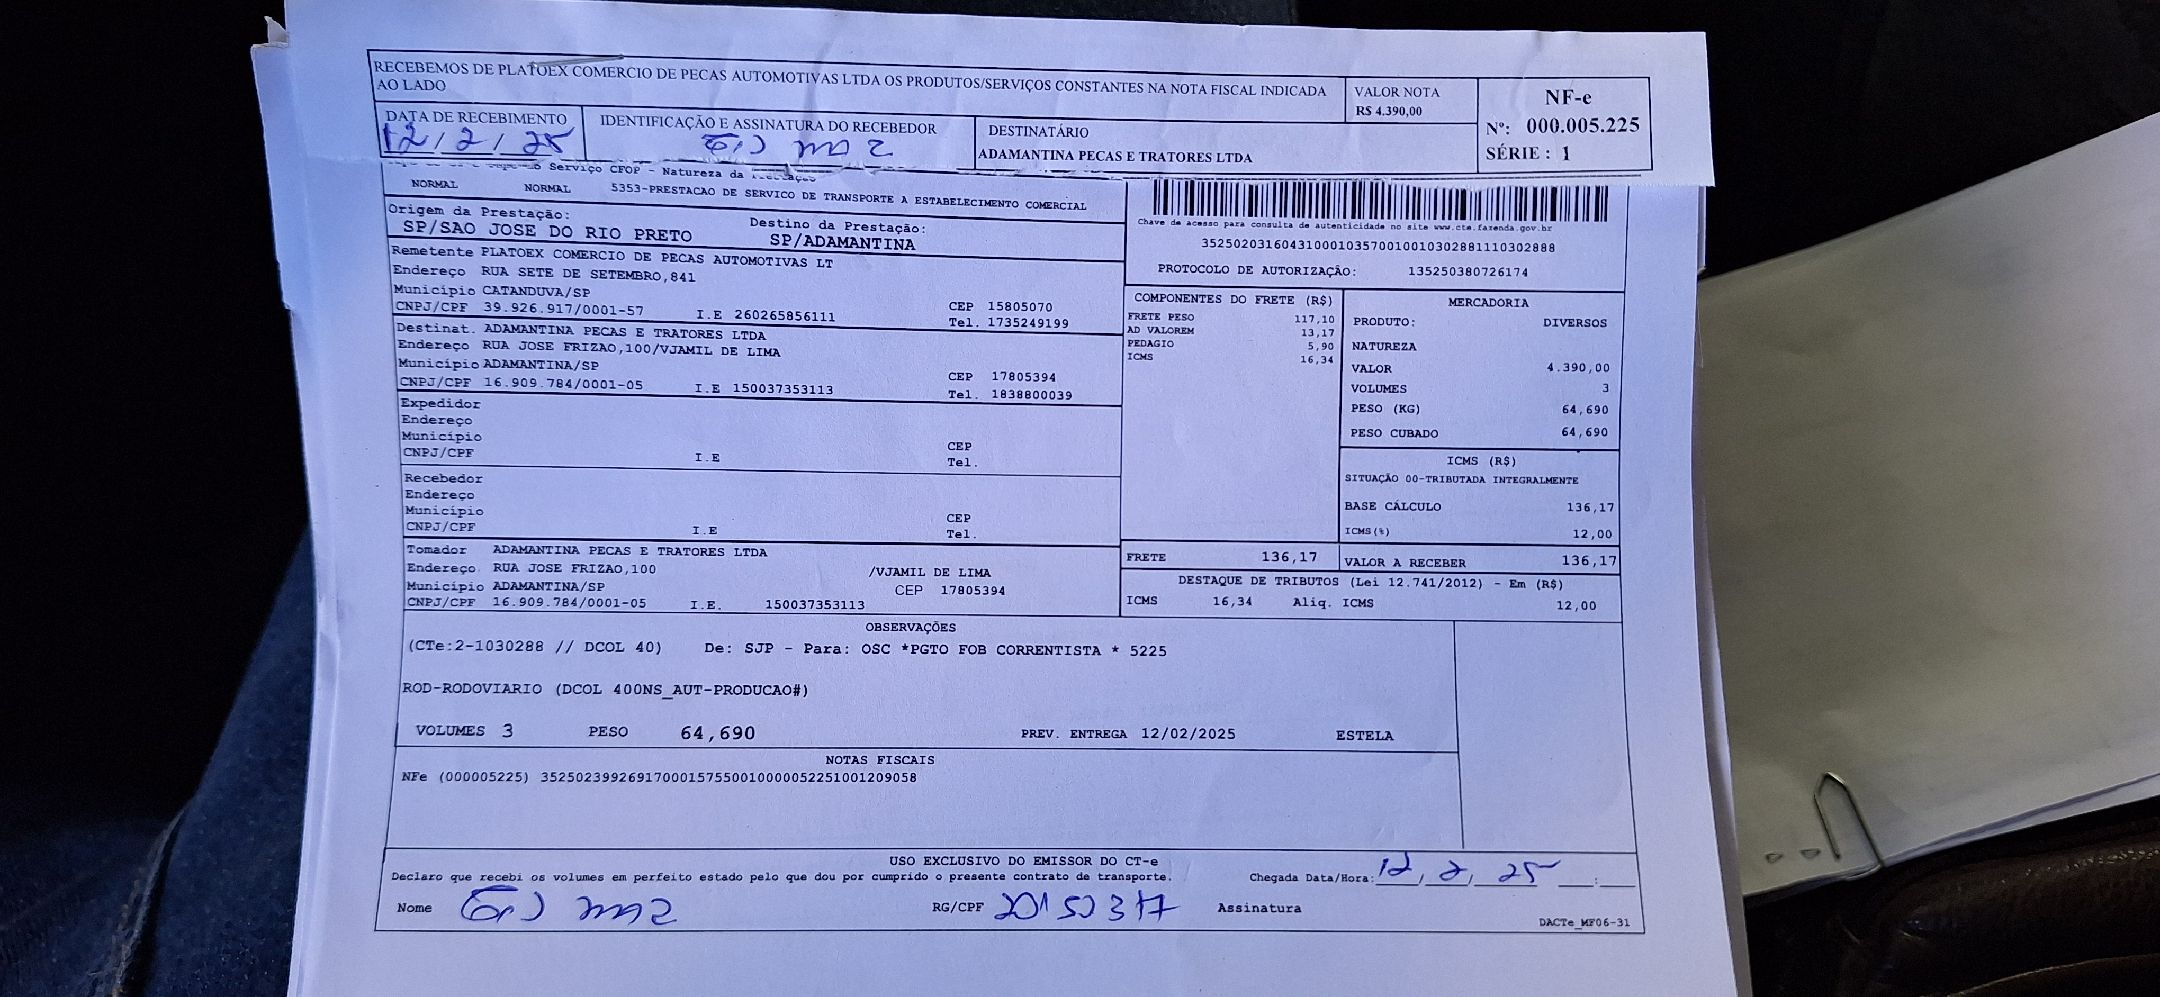 RECEBEMOS DE PLATOEX COMERCIO DE PECAS AUTOMOTIVAS LTDA OS PRODUTOS/SERVIÇOS CONSTANTES NA NOTA FISCAL INDICADA
AO LADO
VALOR NOTA
R$ 4.390,00
NF-e
Nº: 000.005.225
SÉRIE : 1
DATA DE RECEBIMENTO
12/2/25
IDENTIFICAÇÃO E ASSINATURA DO RECEBEDOR
DESTINATÁRIO
ADAMANTINA PECAS E TRATORES LTDA
Serviço CFOP - Natureza da
NORMAL NORMAL 5353-PRESTACAO DE SERVICO DE TRANSPORTE A ESTABELECIMENTO COMERCIAL
Origem da Prestação: Destino da Prestação:
SP/SAO JOSE DO RIO PRETO SP/ADAMANTINA
Chave de acesso para consulta de autenticidade no site www.cte.fazenda.gov.br
35250203160431000103570010010302881110302888
PROTOCOLO DE AUTORIZAÇÃO: 135250380726174
Remetente PLATOEX COMERCIO DE PECAS AUTOMOTIVAS LT
Endereço RUA SETE DE SETEMBRO,841
Município CATANDUVA/SP
CEP 15805070
CNPJ/CPF 39.926.917/0001-57 I.E 260265856111 Tel. 1735249199
Destinat. ADAMANTINA PECAS E TRATORES LTDA
Endereço RUA JOSE FRIZAO,100/VJAMIL DE LIMA
Município ADAMANTINA/SP
CEP 17805394
CNPJ/CPF 16.909.784/0001-05 I.E 150037353113 Tel. 1838800039
Expedidor
Endereço
Município
CEP
CNPJ/CPF I.E Tel.
Recebedor
Endereço
Município
CEP
CNPJ/CPF I.E Tel.
Tomador ADAMANTINA PECAS E TRATORES LTDA
Endereço RUA JOSE FRIZAO,100 /VJAMIL DE LIMA
Município ADAMANTINA/SP CEP 17805394
CNPJ/CPF 16.909.784/0001-05 I.E. 150037353113
COMPONENTES DO FRETE (R$)
FRETE PESO 117,10
AD VALOREM 13,17
PEDAGIO 5,90
ICMS 16,34
MERCADORIA
PRODUTO: DIVERSOS
NATUREZA
VALOR 4.390,00
VOLUMES 3
PESO (KG) 64,690
PESO CUBADO 64,690
ICMS (R$)
SITUAÇÃO 00-TRIBUTADA INTEGRALMENTE
BASE CÁLCULO 136,17
ICMS(%) 12,00
FRETE 136,17 VALOR A RECEBER 136,17
DESTAQUE DE TRIBUTOS (Lei 12.741/2012) - Em (R$)
ICMS 16,34 Aliq. ICMS 12,00
OBSERVAÇÕES
(CTe:2-1030288 // DCOL 40) De: SJP - Para: OSC *PGTO FOB CORRENTISTA * 5225
ROD-RODOVIARIO (DCOL 400NS_AUT-PRODUCAO#)
VOLUMES 3 PESO 64,690 PREV. ENTREGA 12/02/2025 ESTELA
NOTAS FISCAIS
NFe (000005225) 35250239926917000157550010000052251001209058
USO EXCLUSIVO DO EMISSOR DO CT-e
Declaro que recebi os volumes em perfeito estado pelo que dou por cumprido o presente contrato de transporte. Chegada Data/Hora: 12/2/25 :
Nome RG/CPF Assinatura
DACTe_MF06-31